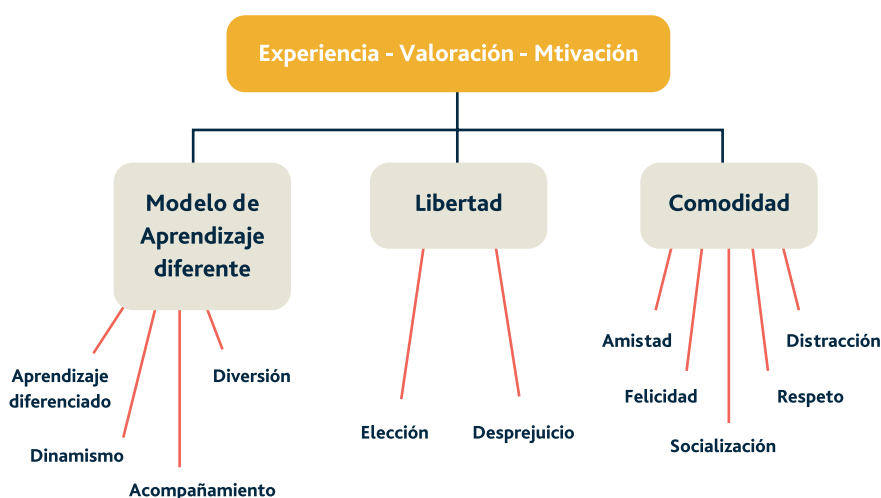 Experiencia - Valoración - Mtivación
Modelo de
Aprendizaje
diferente
Libertad
Comodidad
Aprendizaje
diferenciado
Dinamismo
Acompañamiento
Diversión
Elección
Desprejuicio
Amistad
Felicidad
Socialización
Respeto
Distracción